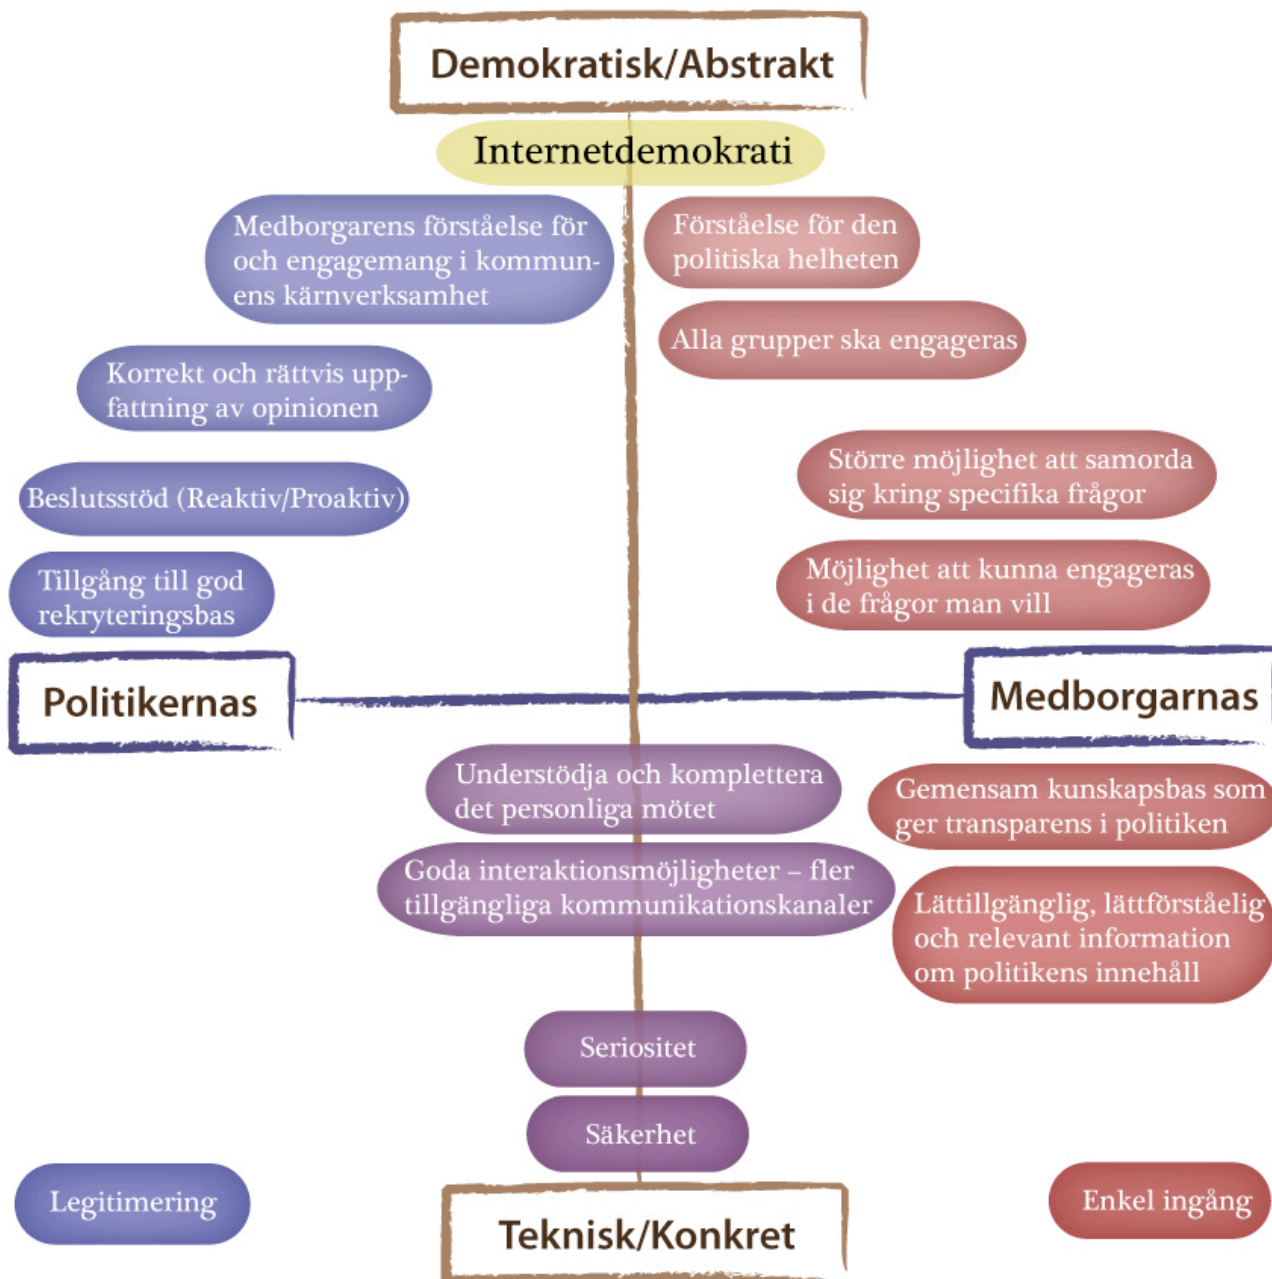 Demokratisk/Abstrakt
Internetdemokrati
Medborgarens förståelse för
och engagemang i kommun-
ens kärnverksamhet
Förståelse för den
politiska helheten
Alla grupper ska engageras
Korrekt och rättvis upp-
fattning av opinionen
Större möjlighet att samorda
sig kring specifika frågor
Beslutsstöd (Reaktiv/Proaktiv)
Möjlighet att kunna engageras
i de frågor man vill
Tillgång till god
rekryteringsbas
Politikernas
Medborgarnas
Understödja och komplettera
det personliga mötet
Gemensam kunskapsbas som
ger transparens i politiken
Goda interaktionsmöjligheter – fler
tillgängliga kommunikationskanaler
Lättillgänglig, lättförståelig
och relevant information
om politikens innehåll
Seriositet
Säkerhet
Legitimering
Enkel ingång
Teknisk/Konkret